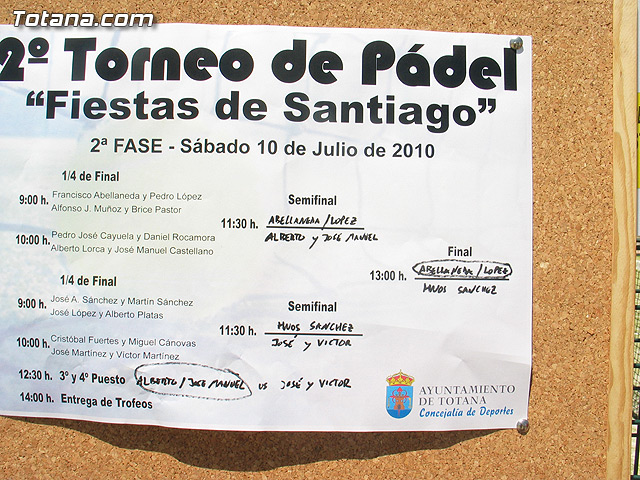 Totana.com
2º Torneo de Pádel
“Fiestas de Santiago”
2ª FASE - Sábado 10 de Julio de 2010
1/4 de Final
9:00 h. Francisco Abellaneda y Pedro López
Alfonso J. Muñoz y Brice Pastor
10:00 h. Pedro José Cayuela y Daniel Rocamora
Alberto Lorca y José Manuel Castellano
1/4 de Final
9:00 h. José A. Sánchez y Martín Sánchez
José López y Alberto Platas
10:00 h. Cristóbal Fuertes y Miguel Cánovas
José Martínez y Víctor Martínez
Semifinal
11:30 h. ABELLANEDA / LOPEZ
ALBERTO y JOSÉ MANUEL
Semifinal
11:30 h. HNOS SANCHEZ
JOSÉ y VICTOR
Final
13:00 h. ABELLANEDA / LOPEZ
HNOS SANCHEZ
12:30 h. 3º y 4º Puesto ALBERTO / JOSE MANUEL vs JOSÉ y VICTOR
14:00 h. Entrega de Trofeos
AYUNTAMIENTO
DE TOTANA
Concejalía de Deportes
www.totana.com